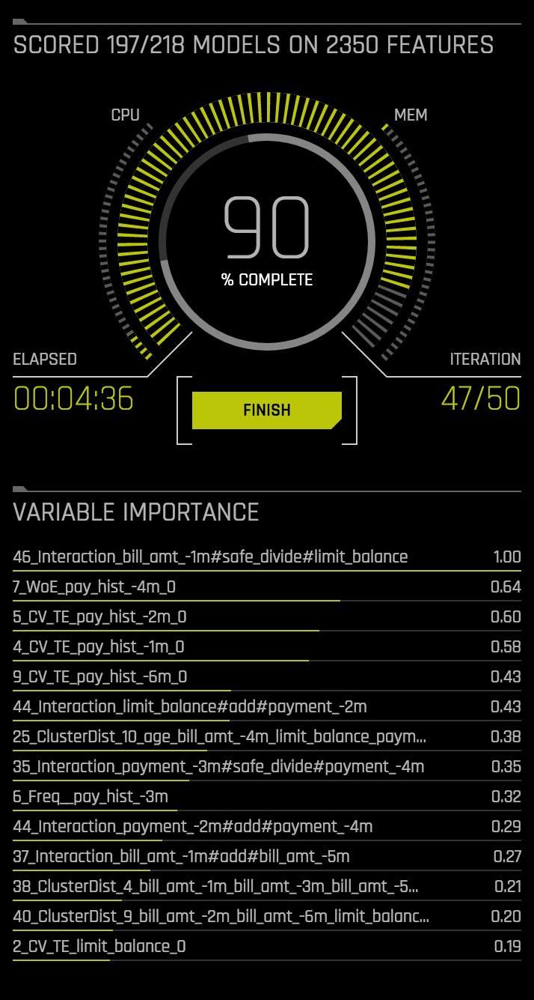 SCORED 197/218 MODELS ON 2350 FEATURES
CPU
MEM
90
% COMPLETE
ELAPSED
ITERATION
00:04:36
47/50
FINISH
VARIABLE IMPORTANCE
46_Interaction_bill_amt_-1m#safe_divide#limit_balance 1.00
7_WoE_pay_hist_-4m_0 0.64
5_CV_TE_pay_hist_-2m_0 0.60
4_CV_TE_pay_hist_-1m_0 0.58
9_CV_TE_pay_hist_-6m_0 0.43
44_Interaction_limit_balance#add#payment_-2m 0.43
25_ClusterDist_10_age_bill_amt_-4m_limit_balance_paym... 0.38
35_Interaction_payment_-3m#safe_divide#payment_-4m 0.35
6_Freq__pay_hist_-3m 0.32
44_Interaction_payment_-2m#add#payment_-4m 0.29
37_Interaction_bill_amt_-1m#add#bill_amt_-5m 0.27
38_ClusterDist_4_bill_amt_-1m_bill_amt_-3m_bill_amt_-5... 0.21
40_ClusterDist_9_bill_amt_-2m_bill_amt_-6m_limit_balanc... 0.20
2_CV_TE_limit_balance_0 0.19